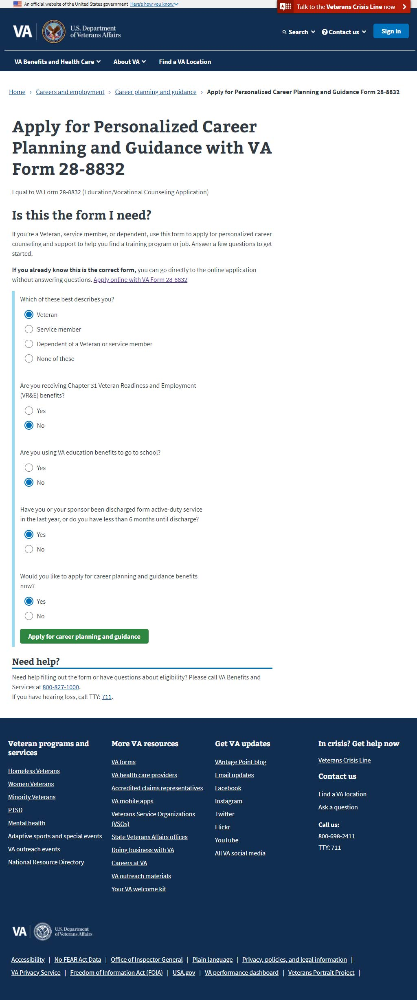 An official website of the United States government Here's how you know
Talk to the Veterans Crisis Line now
VA
U.S. Department
of Veterans Affairs
Search
Contact us
Sign in
VA Benefits and Health Care
About VA
Find a VA Location
Home › Careers and employment › Career planning and guidance › Apply for Personalized Career Planning and Guidance Form 28-8832
Apply for Personalized Career
Planning and Guidance with VA
Form 28-8832
Equal to VA Form 28-8832 (Education/Vocational Counseling Application)
Is this the form I need?
If you’re a Veteran, service member, or dependent, use this form to apply for personalized career
counseling and support to help you find a training program or job. Answer a few questions to get
started.
If you already know this is the correct form, you can go directly to the online application
without answering questions. Apply online with VA Form 28-8832
Which of these best describes you?
Veteran
Service member
Dependent of a Veteran or service member
None of these
Are you receiving Chapter 31 Veteran Readiness and Employment
(VR&E) benefits?
Yes
No
Are you using VA education benefits to go to school?
Yes
No
Have you or your sponsor been discharged form active-duty service
in the last year, or do you have less than 6 months until discharge?
Yes
No
Would you like to apply for career planning and guidance benefits
now?
Yes
No
Apply for career planning and guidance
Need help?
Need help filling out the form or have questions about eligibility? Please call VA Benefits and
Services at 800-827-1000.
If you have hearing loss, call TTY: 711.
Veteran programs and
services
Homeless Veterans
Women Veterans
Minority Veterans
PTSD
Mental health
Adaptive sports and special events
VA outreach events
National Resource Directory
More VA resources
VA forms
VA health care providers
Accredited claims representatives
VA mobile apps
Veterans Service Organizations
(VSOs)
State Veterans Affairs offices
Doing business with VA
Careers at VA
VA outreach materials
Your VA welcome kit
Get VA updates
VAntage Point blog
Email updates
Facebook
Instagram
Twitter
Flickr
YouTube
All VA social media
In crisis? Get help now
Veterans Crisis Line
Contact us
Find a VA location
Ask a question
Call us:
800-698-2411
TTY: 711
VA
U.S. Department
of Veterans Affairs
Accessibility | No FEAR Act Data | Office of Inspector General | Plain language | Privacy, policies, and legal information |
VA Privacy Service | Freedom of Information Act (FOIA) | USA.gov | VA performance dashboard | Veterans Portrait Project |